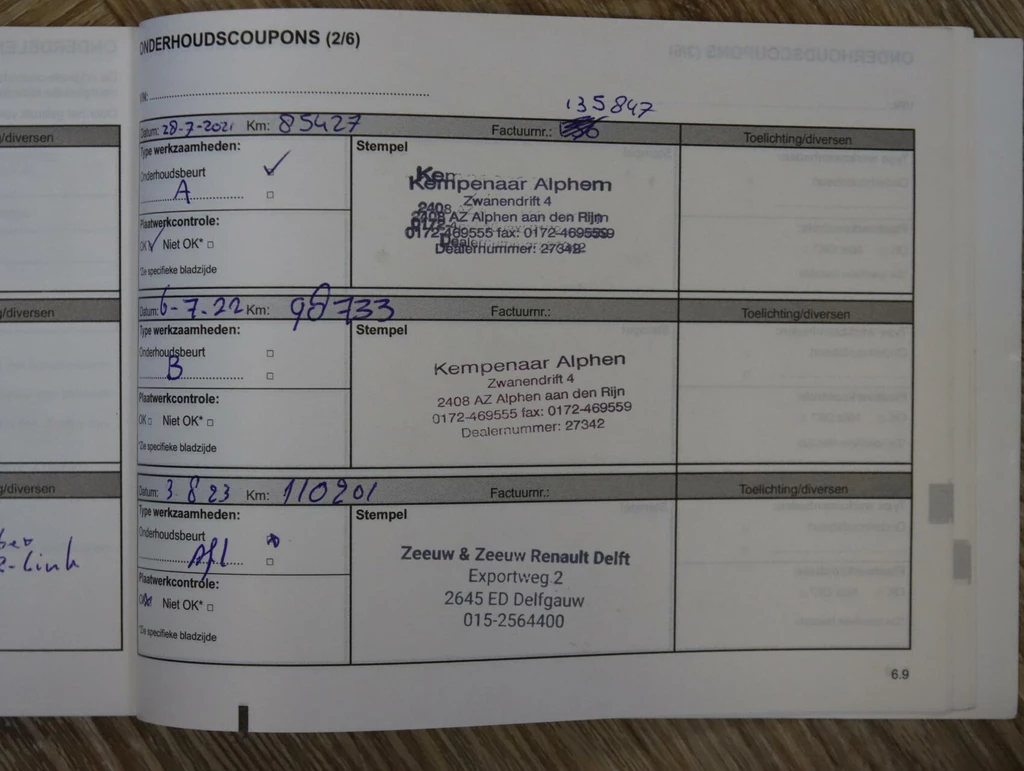 ONDERHOUDSCOUPONS (2/6)
VIN:
135847
Datum: 28-7-2021 Km: 85427 Factuurnr.: Toelichting/diversen
Type werkzaamheden:
Stempel
Onderhoudsbeurt
A
Plaatwerkcontrole:
OK Niet OK*
*Zie specifieke bladzijde
Kempenaar Alphen
Zwanendrift 4
2408 AZ Alphen aan den Rijn
0172-469555 fax: 0172-469559
Dealernummer: 27342
Datum: 6-7-22 Km: 98733 Factuurnr.: Toelichting/diversen
Type werkzaamheden:
Stempel
Onderhoudsbeurt
B
Plaatwerkcontrole:
OK Niet OK*
*Zie specifieke bladzijde
Kempenaar Alphen
Zwanendrift 4
2408 AZ Alphen aan den Rijn
0172-469555 fax: 0172-469559
Dealernummer: 27342
Datum: 3.8 23 Km: 110201 Factuurnr.: Toelichting/diversen
Type werkzaamheden:
Stempel
Onderhoudsbeurt
Plaatwerkcontrole:
OK Niet OK*
*Zie specifieke bladzijde
Zeeuw & Zeeuw Renault Delft
Exportweg 2
2645 ED Delfgauw
015-2564400
6.9
g/diversen
g/diversen
g/diversen
-Link